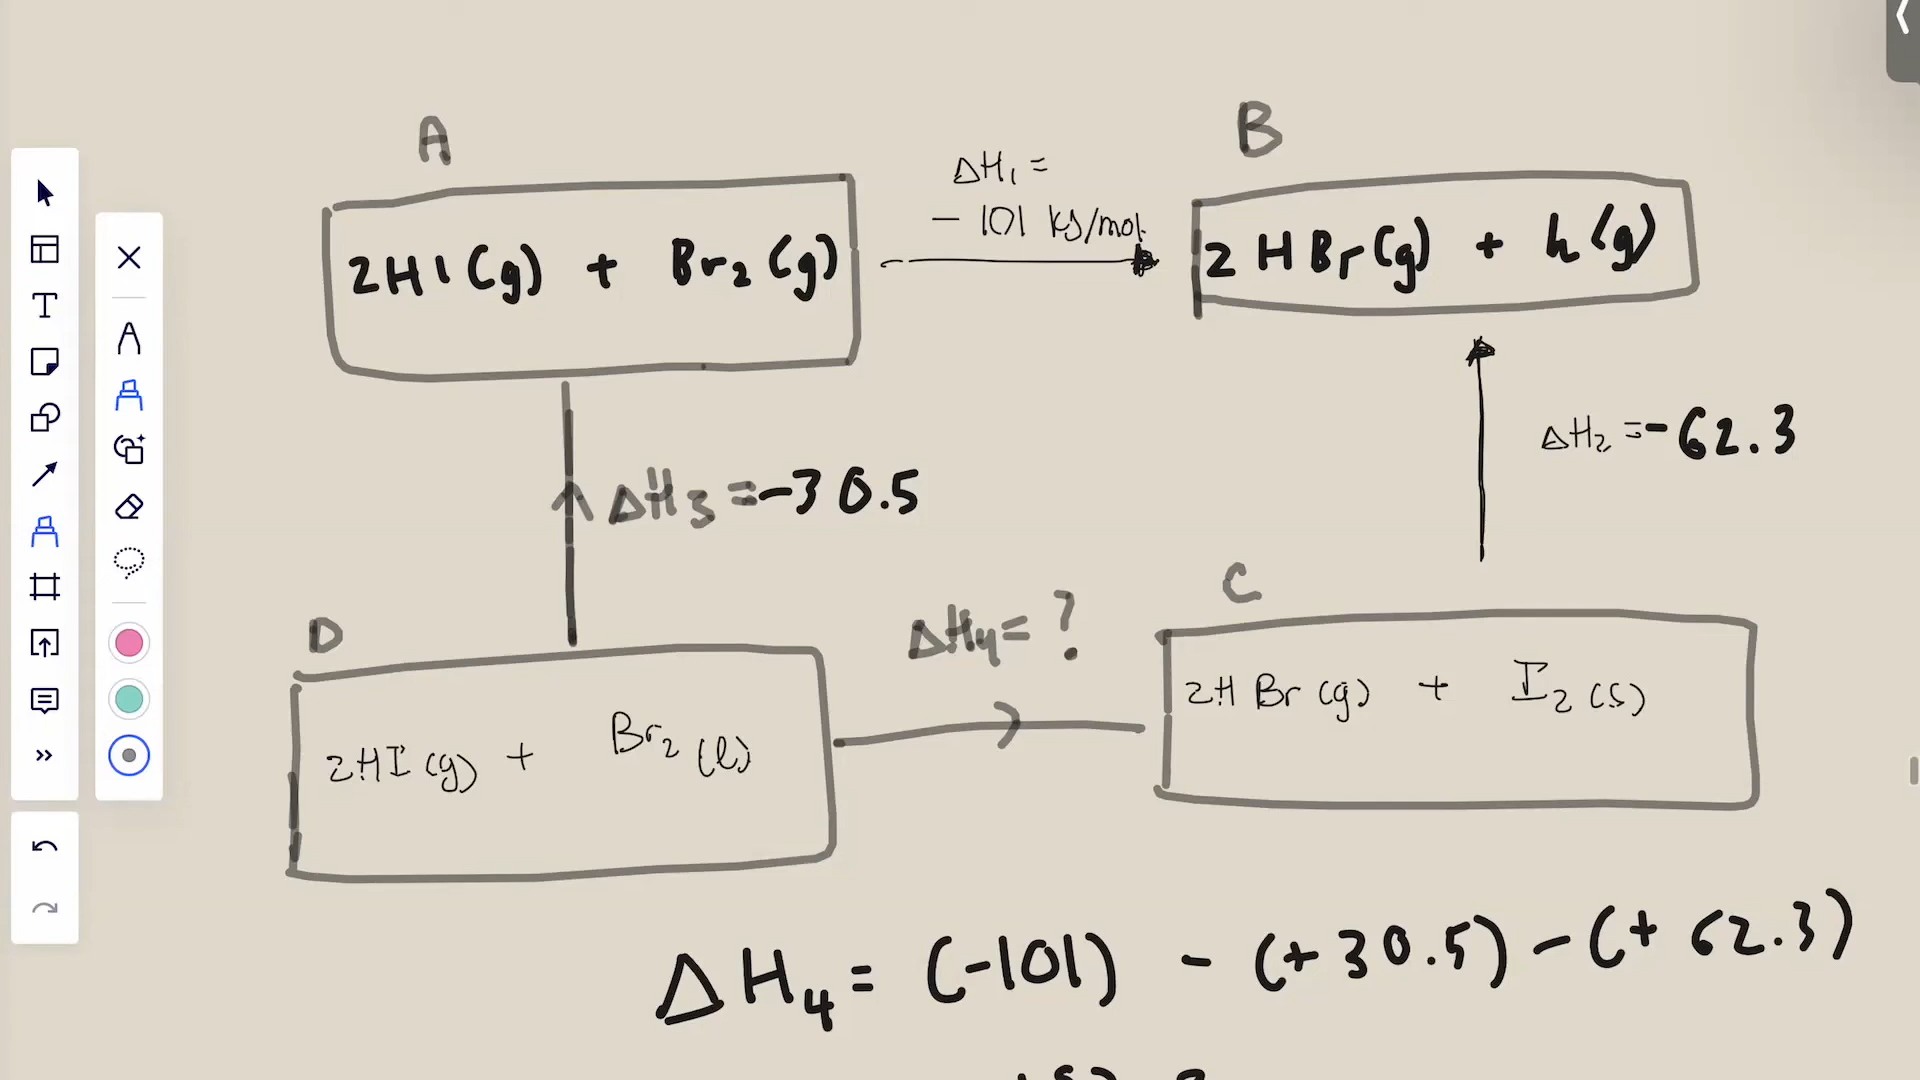 A
B
ΔH₁ =
- 101 kJ/mol
2HI(g) + Br₂(g)
2HBr(g) + I₂(g)
ΔH₂ = -62.3
ΔH₃ = -30.5
C
ΔH₄ = ?
D
2HBr(g) + I₂(s)
2HI(g) + Br₂(l)
ΔH₄ = (-101) - (+30.5) - (+62.3)